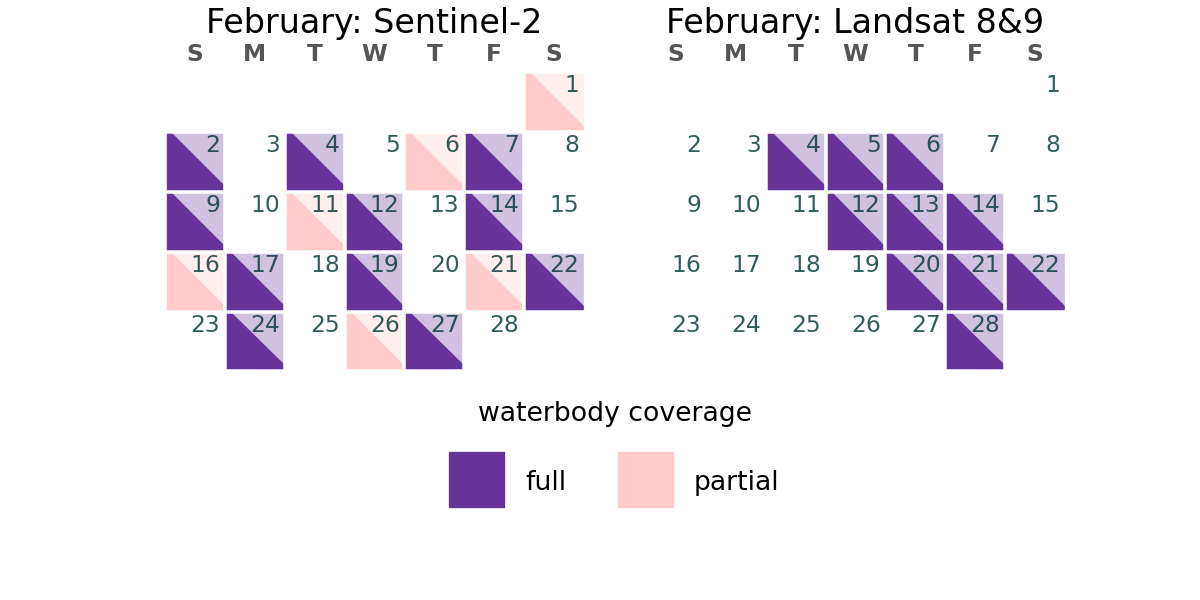 February: Sentinel-2
S M T W T F S
1
2 3 4 5 6 7 8
9 10 11 12 13 14 15
16 17 18 19 20 21 22
23 24 25 26 27 28
February: Landsat 8&9
S M T W T F S
1
2 3 4 5 6 7 8
9 10 11 12 13 14 15
16 17 18 19 20 21 22
23 24 25 26 27 28
waterbody coverage
full partial